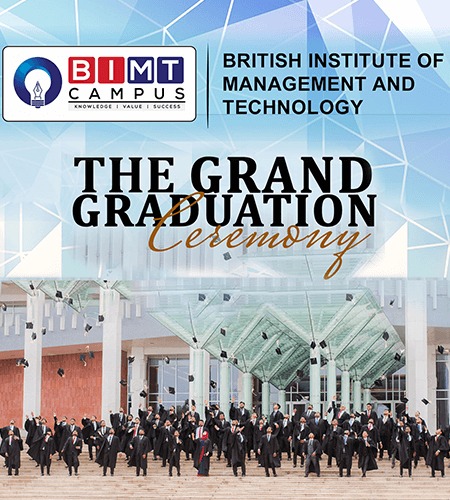 BIMT
CAMPUS
KNOWLEDGE | VALUE | SUCCESS
BRITISH INSTITUTE OF
MANAGEMENT AND
TECHNOLOGY
THE GRAND
GRADUATION
Ceremony